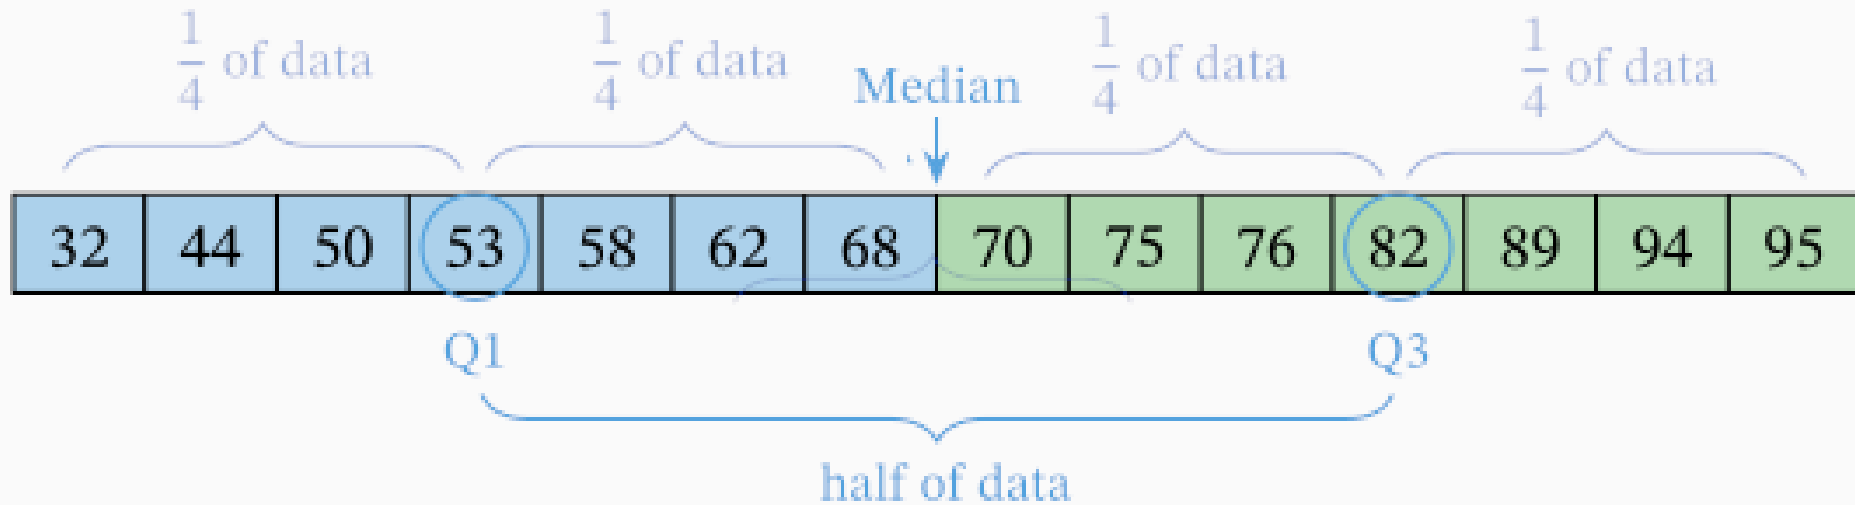 1/4 of data 1/4 of data 1/4 of data 1/4 of data
Median
32 44 50 53 58 62 68 70 75 76 82 89 94 95
Q1 Q3
half of data